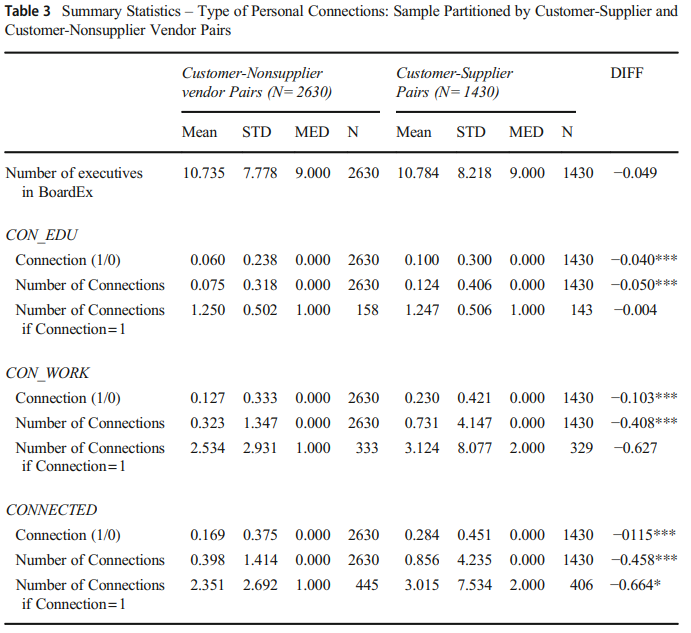 Table 3 Summary Statistics – Type of Personal Connections: Sample Partitioned by Customer-Supplier and
Customer-Nonsupplier Vendor Pairs
Customer-Nonsupplier vendor Pairs (N= 2630) Customer-Supplier Pairs (N= 1430) DIFF
Mean STD MED N Mean STD MED N
Number of executives in BoardEx 10.735 7.778 9.000 2630 10.784 8.218 9.000 1430 −0.049
CON_EDU
Connection (1/0) 0.060 0.238 0.000 2630 0.100 0.300 0.000 1430 −0.040***
Number of Connections 0.075 0.318 0.000 2630 0.124 0.406 0.000 1430 −0.050***
Number of Connections if Connection=1 1.250 0.502 1.000 158 1.247 0.506 1.000 143 −0.004
CON_WORK
Connection (1/0) 0.127 0.333 0.000 2630 0.230 0.421 0.000 1430 −0.103***
Number of Connections 0.323 1.347 0.000 2630 0.731 4.147 0.000 1430 −0.408***
Number of Connections if Connection=1 2.534 2.931 1.000 333 3.124 8.077 2.000 329 −0.627
CONNECTED
Connection (1/0) 0.169 0.375 0.000 2630 0.284 0.451 0.000 1430 −0115***
Number of Connections 0.398 1.414 0.000 2630 0.856 4.235 0.000 1430 −0.458***
Number of Connections if Connection=1 2.351 2.692 1.000 445 3.015 7.534 2.000 406 −0.664*